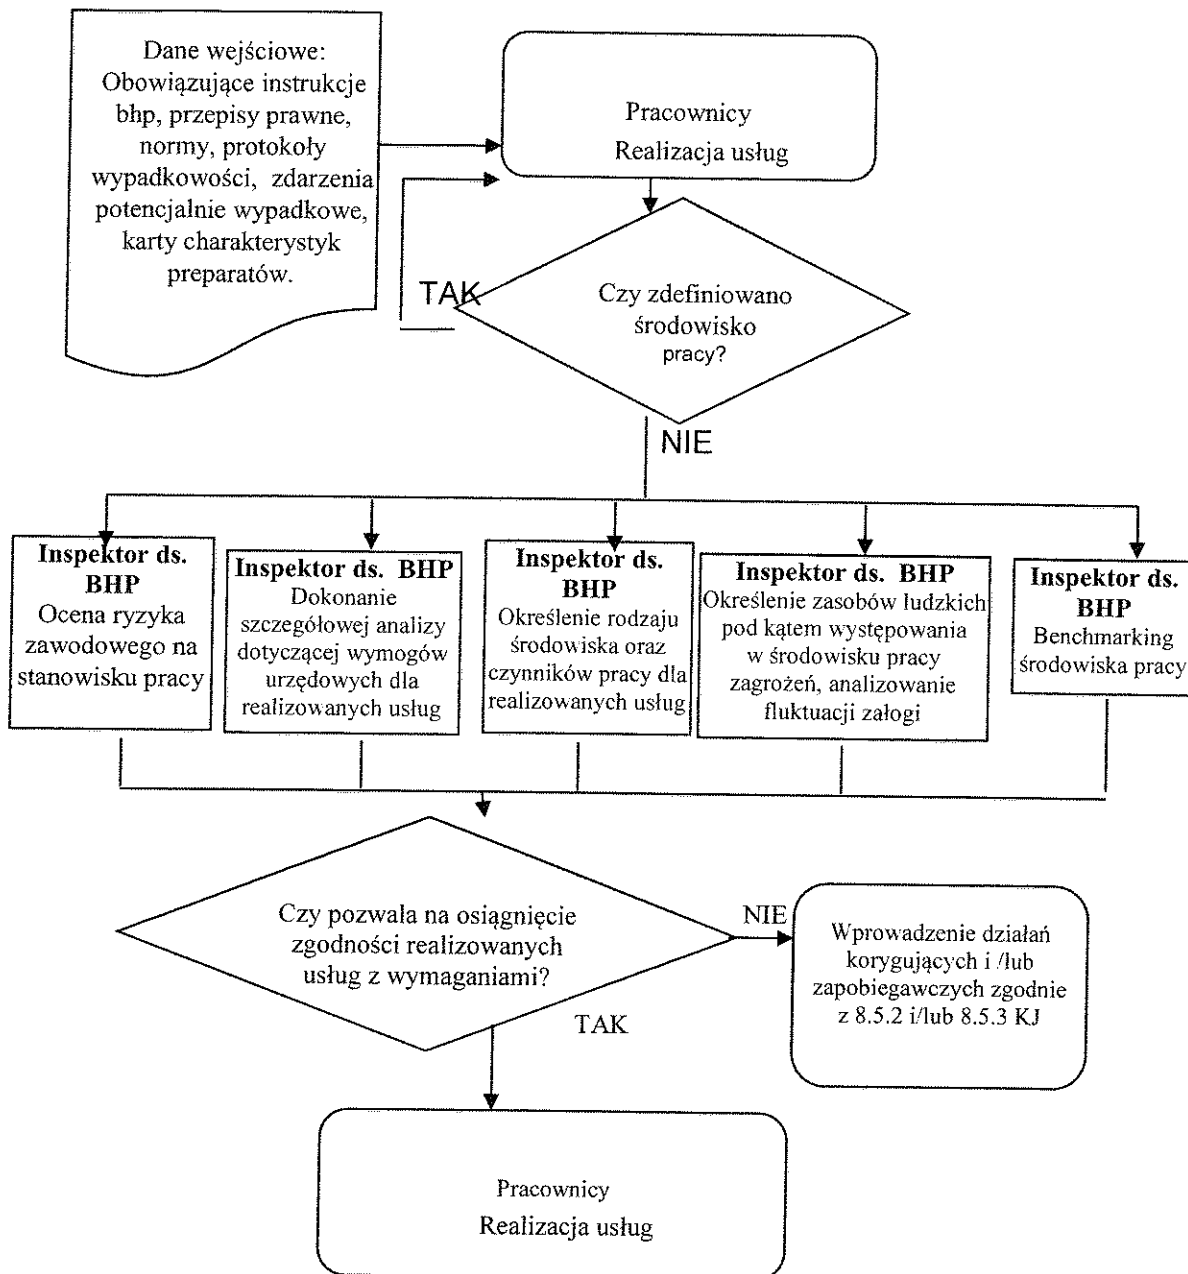 Dane wejściowe:
Obowiązujące instrukcje
bhp, przepisy prawne,
normy, protokoły
wypadkowości, zdarzenia
potencjalnie wypadkowe,
karty charakterystyk
preparatów.
Pracownicy
Realizacja usług
TAK
Czy zdefiniowano
środowisko
pracy?
NIE
Inspektor ds.
BHP
Ocena ryzyka
zawodowego na
stanowisku pracy
Inspektor ds. BHP
Dokonanie
szczegółowej analizy
dotyczącej wymogów
urzędowych dla
realizowanych usług
Inspektor ds.
BHP
Określenie rodzaju
środowiska oraz
czynników pracy dla
realizowanych usług
Inspektor ds. BHP
Określenie zasobów ludzkich
pod kątem występowania
w środowisku pracy
zagrożeń, analizowanie
fluktuacji załogi
Inspektor ds.
BHP
Benchmarking
środowiska pracy
Czy pozwala na osiągnięcie
zgodności realizowanych
usług z wymaganiami?
NIE
Wprowadzenie działań
korygujących i /lub
zapobiegawczych zgodnie
z 8.5.2 i/lub 8.5.3 KJ
TAK
Pracownicy
Realizacja usług